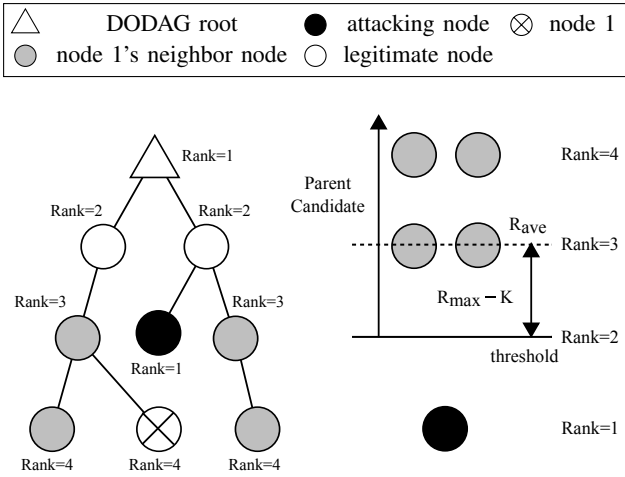 DODAG root attacking node node 1
node 1's neighbor node legitimate node
Rank=1
Rank=2 Rank=2
Rank=3 Rank=3
Rank=1
Rank=4 Rank=4 Rank=4
Parent
Candidate
Rank=4
Rave
Rank=3
Rmax – K
Rank=2
threshold
Rank=1